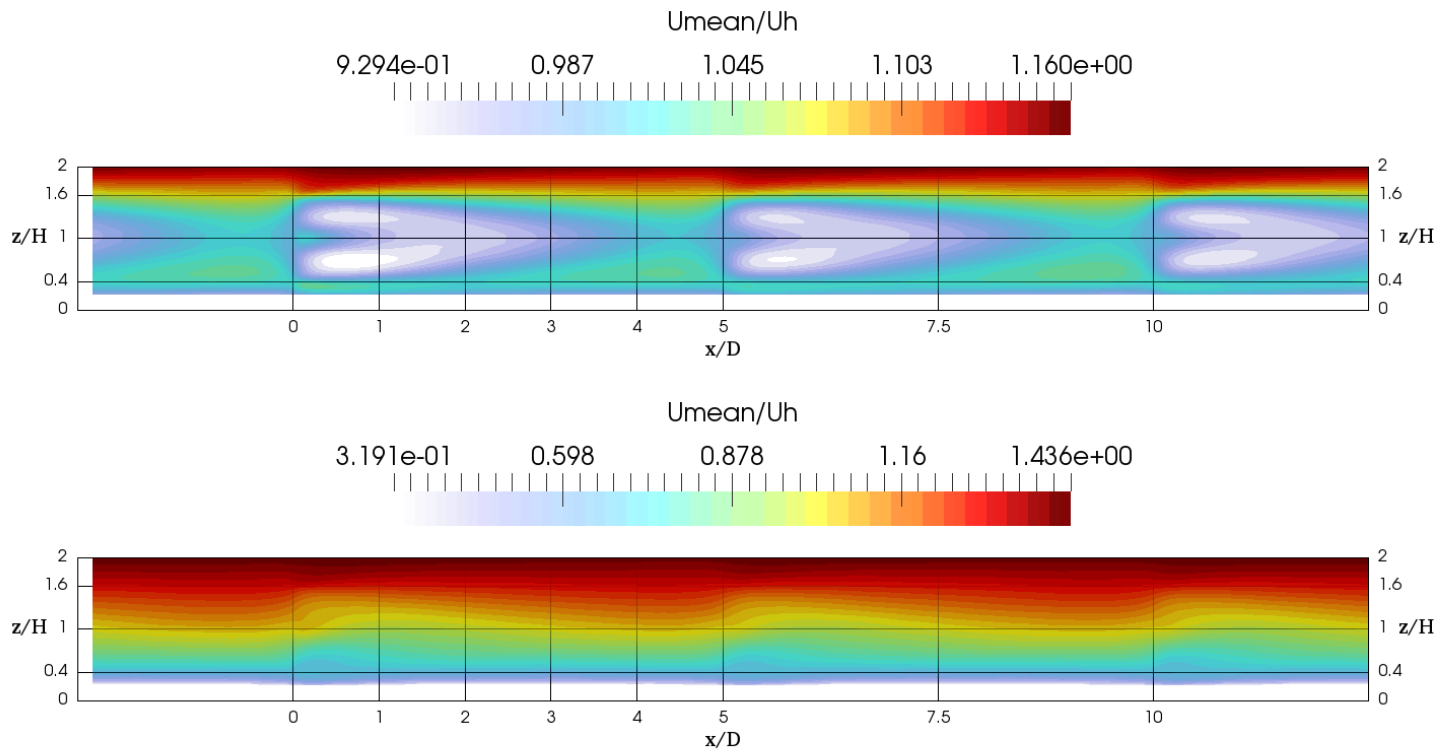 Umean/Uh
9.294e-01 0.987 1.045 1.103 1.160e+00
2 2
1.6 1.6
z/H 1 1 z/H
0.4 0.4
0 0
0 1 2 3 4 5 7.5 10
x/D
Umean/Uh
3.191e-01 0.598 0.878 1.16 1.436e+00
2 2
1.6 1.6
z/H 1 1 z/H
0.4 0.4
0 0
0 1 2 3 4 5 7.5 10
x/D